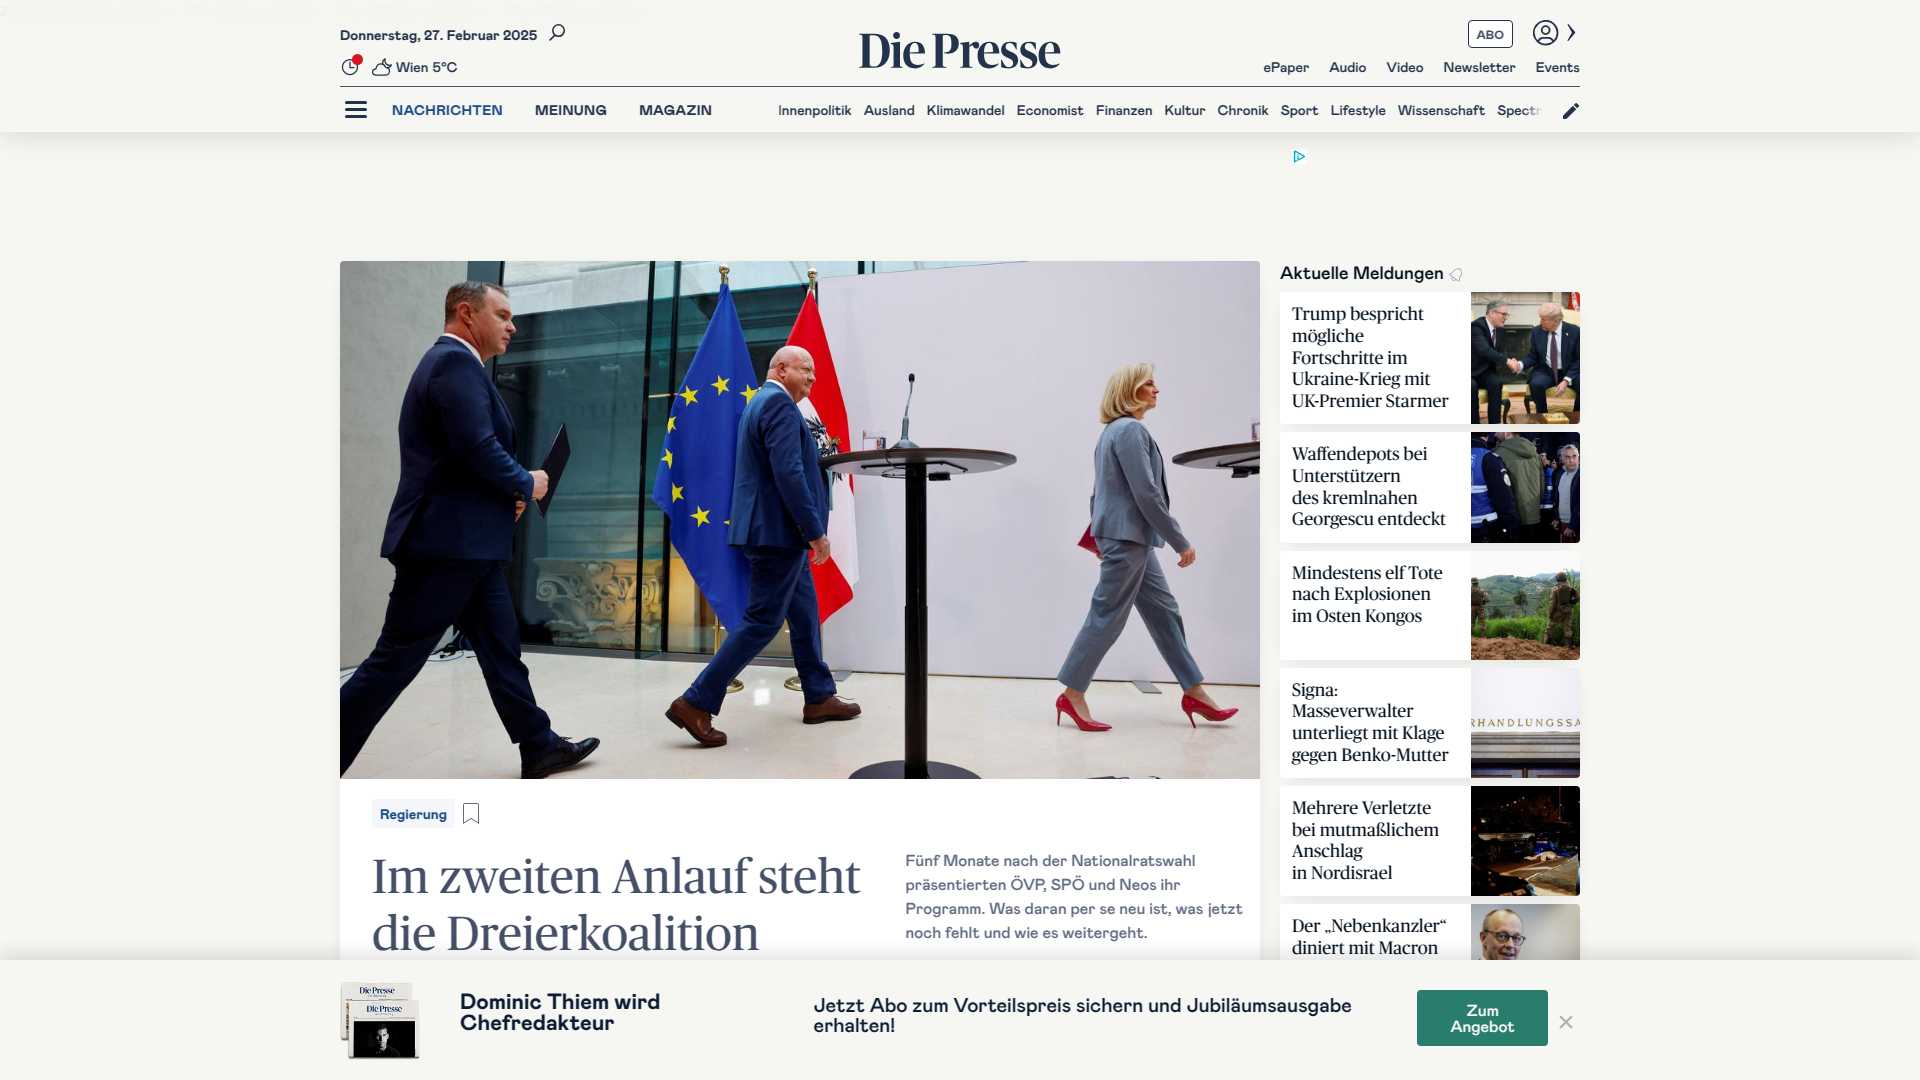 Donnerstag, 27. Februar 2025
Die Presse
ABO
Wien 5°C
ePaper Audio Video Newsletter Events
NACHRICHTEN MEINUNG MAGAZIN
Innenpolitik Ausland Klimawandel Economist Finanzen Kultur Chronik Sport Lifestyle Wissenschaft Spectr
Regierung
Im zweiten Anlauf steht
die Dreierkoalition
Fünf Monate nach der Nationalratswahl
präsentierten ÖVP, SPÖ und Neos ihr
Programm. Was daran per se neu ist, was jetzt
noch fehlt und wie es weitergeht.
Aktuelle Meldungen
Trump bespricht
mögliche
Fortschritte im
Ukraine-Krieg mit
UK-Premier Starmer
Waffendepots bei
Unterstützern
des kremlnahen
Georgescu entdeckt
Mindestens elf Tote
nach Explosionen
im Osten Kongos
Signa:
Masseverwalter
unterliegt mit Klage
gegen Benko-Mutter
RHANDLUNGSSA
Mehrere Verletzte
bei mutmaßlichem
Anschlag
in Nordisrael
Der „Nebenkanzler“
diniert mit Macron
Die Presse
Die Presse
Dominic Thiem wird
Chefredakteur
Jetzt Abo zum Vorteilspreis sichern und Jubiläumsausgabe
erhalten!
Zum
Angebot